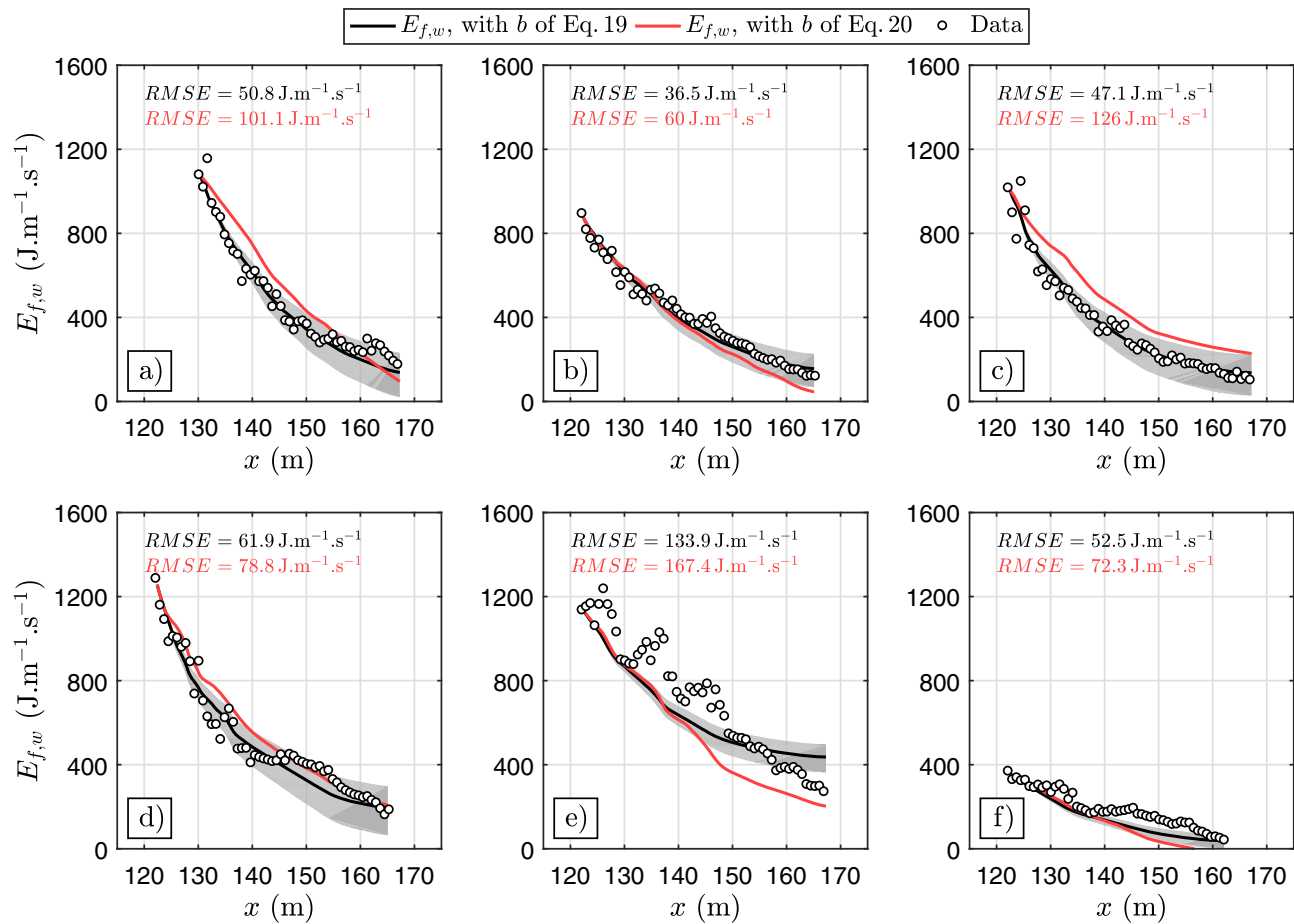 E_{f,w}, with b of Eq. 19 E_{f,w}, with b of Eq. 20 Data
1600
1200
800
400
0
E_{f,w} (J.m⁻¹.s⁻¹)
RMSE = 50.8 J.m⁻¹.s⁻¹
RMSE = 101.1 J.m⁻¹.s⁻¹
a)
120 130 140 150 160 170
x (m)
1600
1200
800
400
0
RMSE = 36.5 J.m⁻¹.s⁻¹
RMSE = 60 J.m⁻¹.s⁻¹
b)
120 130 140 150 160 170
x (m)
1600
1200
800
400
0
RMSE = 47.1 J.m⁻¹.s⁻¹
RMSE = 126 J.m⁻¹.s⁻¹
c)
120 130 140 150 160 170
x (m)
1600
1200
800
400
0
E_{f,w} (J.m⁻¹.s⁻¹)
RMSE = 61.9 J.m⁻¹.s⁻¹
RMSE = 78.8 J.m⁻¹.s⁻¹
d)
120 130 140 150 160 170
x (m)
1600
1200
800
400
0
RMSE = 133.9 J.m⁻¹.s⁻¹
RMSE = 167.4 J.m⁻¹.s⁻¹
e)
120 130 140 150 160 170
x (m)
1600
1200
800
400
0
RMSE = 52.5 J.m⁻¹.s⁻¹
RMSE = 72.3 J.m⁻¹.s⁻¹
f)
120 130 140 150 160 170
x (m)